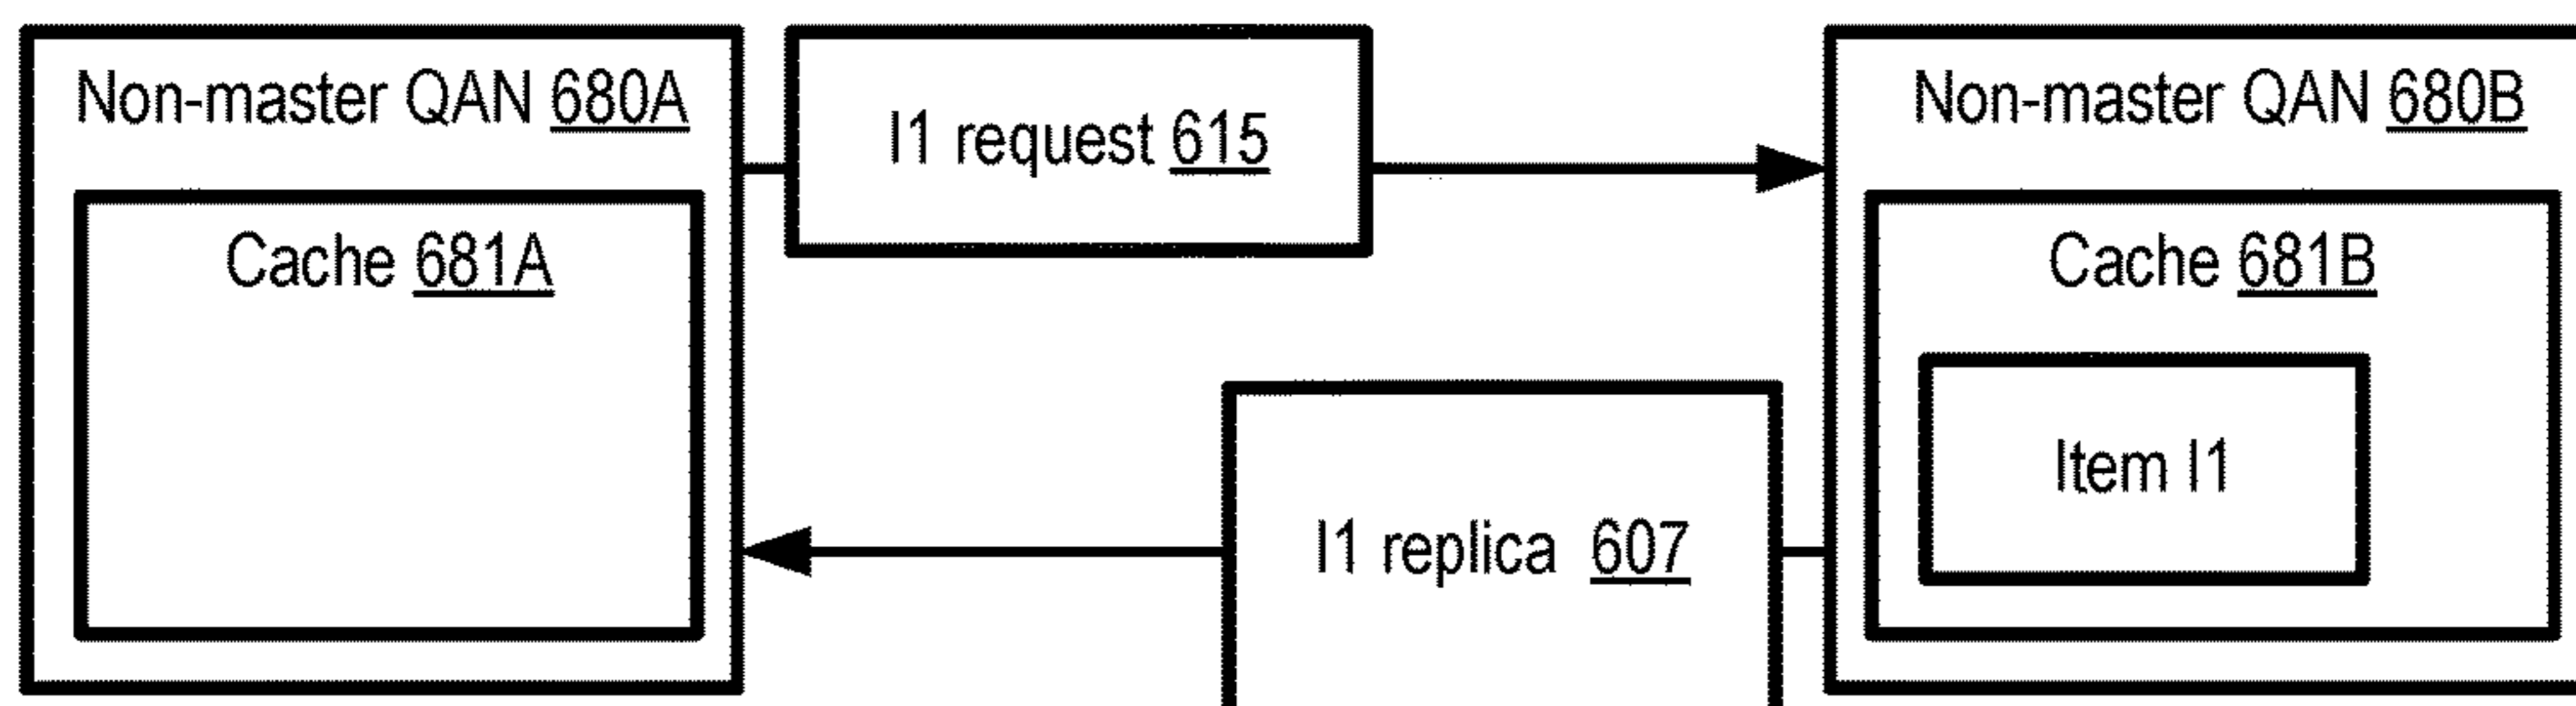 Non-master QAN 680A
I1 request 615
Non-master QAN 680B
Cache 681A
Cache 681B
Item I1
I1 replica 607